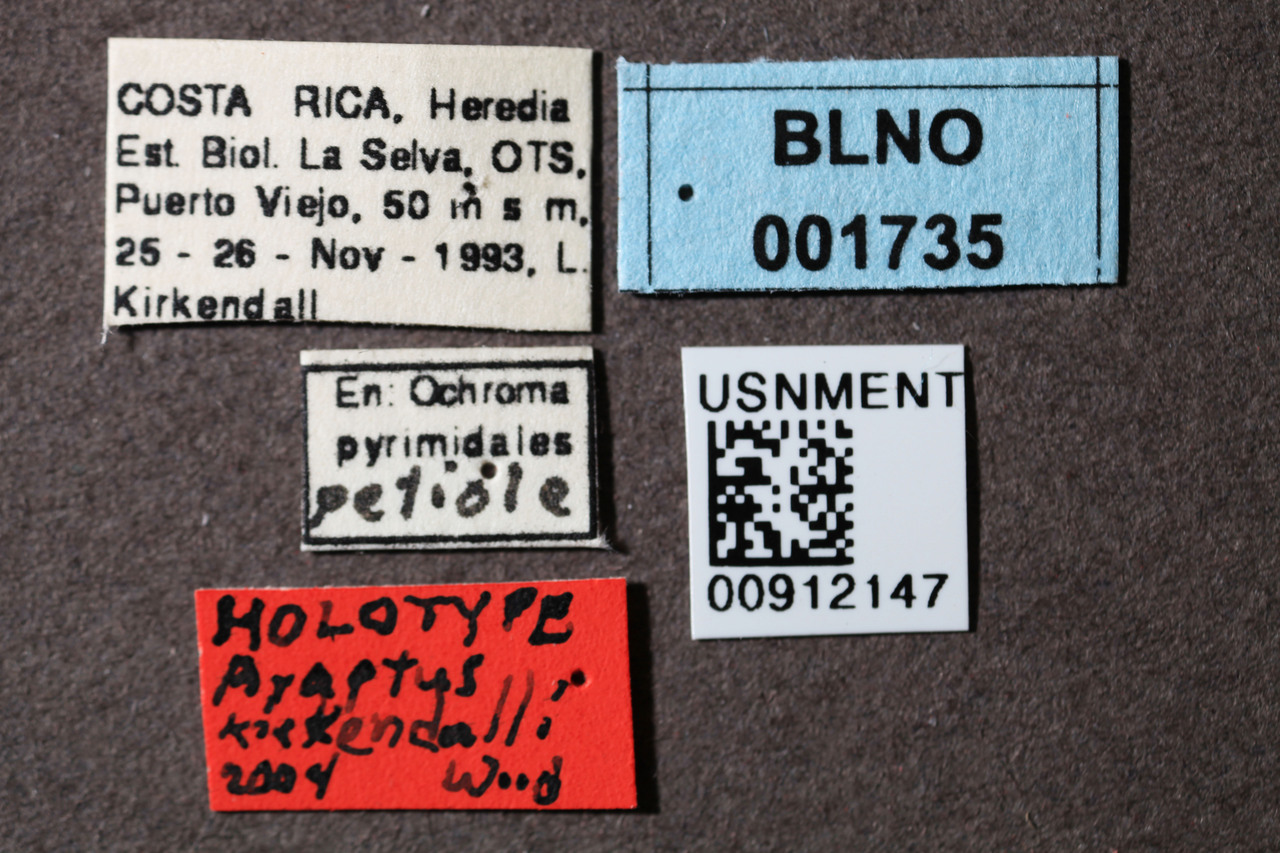 COSTA RICA, Heredia
Est. Biol. La Selva, OTS,
Puerto Viejo, 50 m s m,
25 - 26 - Nov - 1993, L.
Kirkendall
BLNO
001735
En: Ochroma
pyrimidales
petiole
USNMENT
00912147
HOLOTYPE
Araptus
kirkendalli
2004 Wood